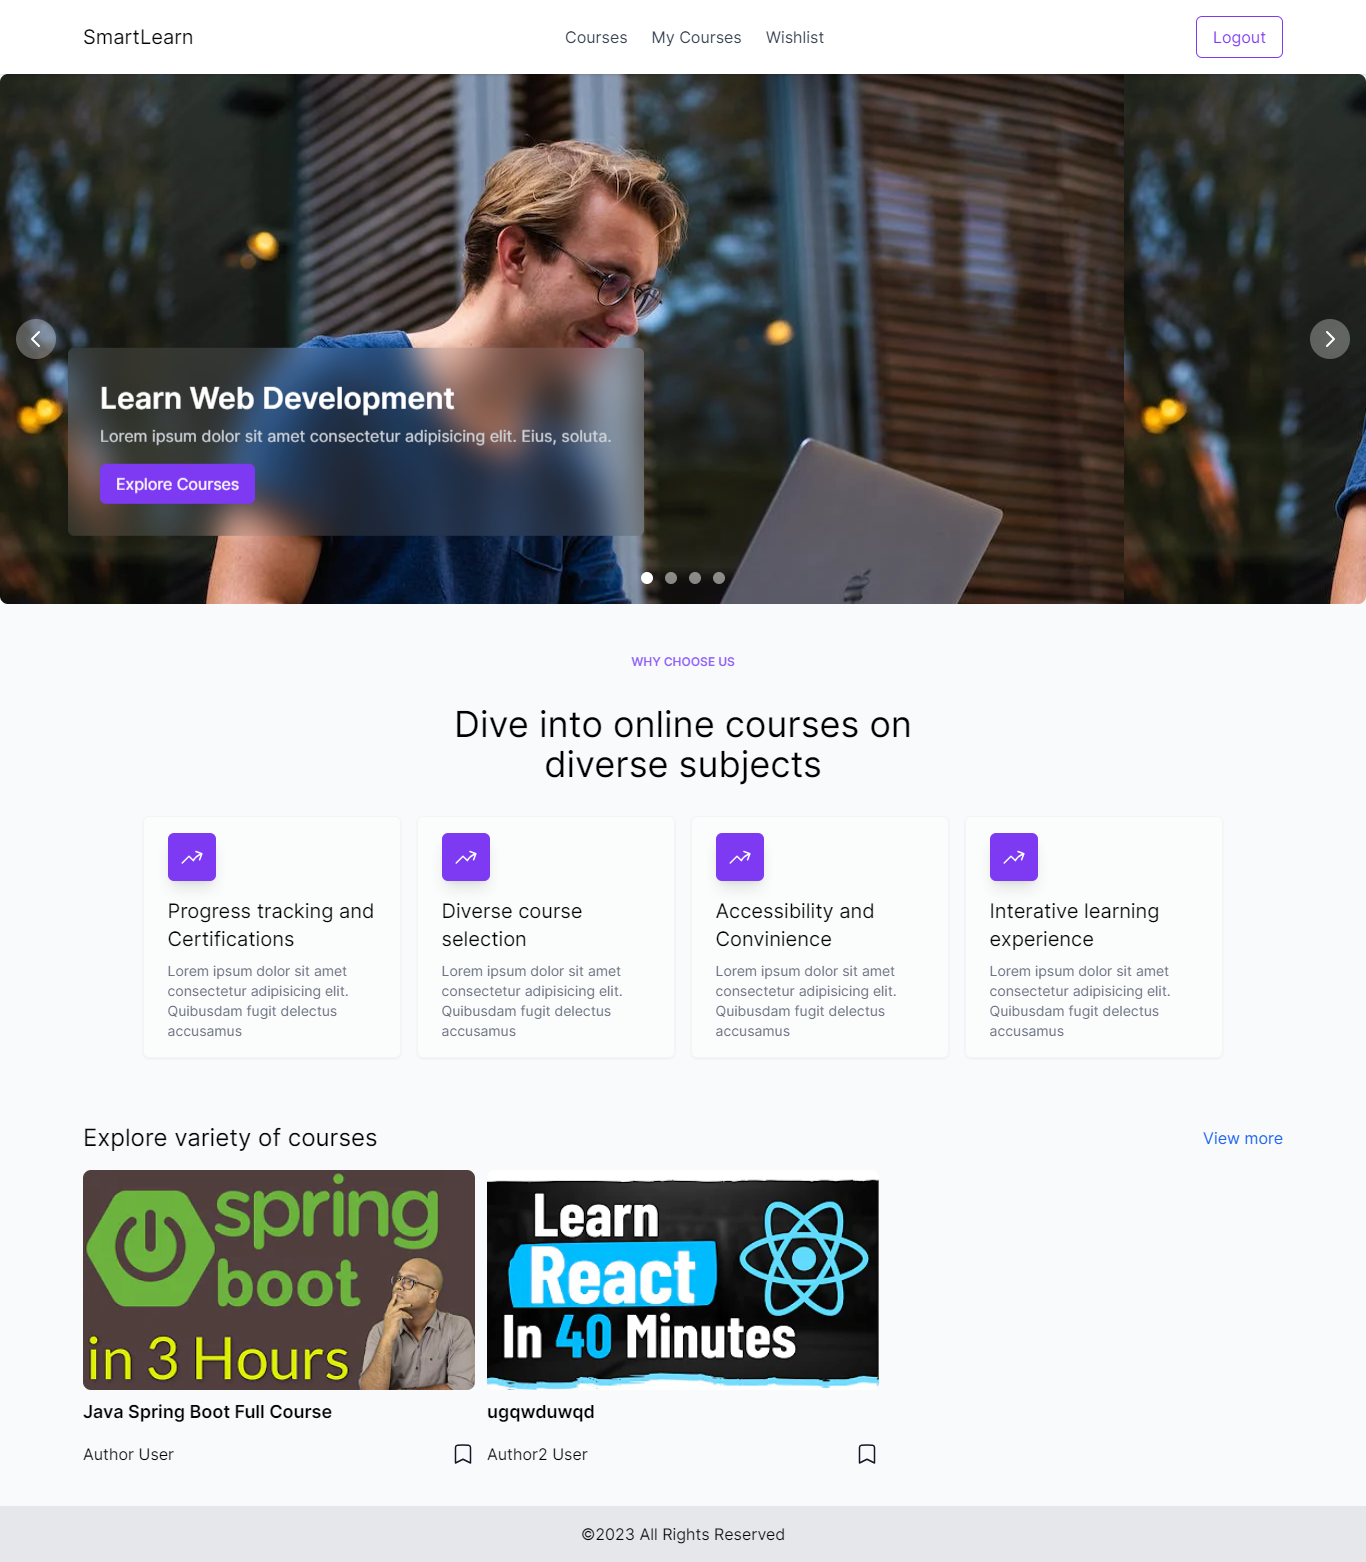 SmartLearn
Courses My Courses Wishlist
Logout
Learn Web Development
Lorem ipsum dolor sit amet consectetur adipisicing elit. Eius, soluta.
Explore Courses
WHY CHOOSE US
Dive into online courses on
diverse subjects
Progress tracking and
Certifications
Lorem ipsum dolor sit amet
consectetur adipisicing elit.
Quibusdam fugit delectus
accusamus
Diverse course
selection
Lorem ipsum dolor sit amet
consectetur adipisicing elit.
Quibusdam fugit delectus
accusamus
Accessibility and
Convinience
Lorem ipsum dolor sit amet
consectetur adipisicing elit.
Quibusdam fugit delectus
accusamus
Interative learning
experience
Lorem ipsum dolor sit amet
consectetur adipisicing elit.
Quibusdam fugit delectus
accusamus
Explore variety of courses
View more
spring
boot
in 3 Hours
Java Spring Boot Full Course
Author User
Learn
React
In 40 Minutes
ugqwduwqd
Author2 User
©2023 All Rights Reserved